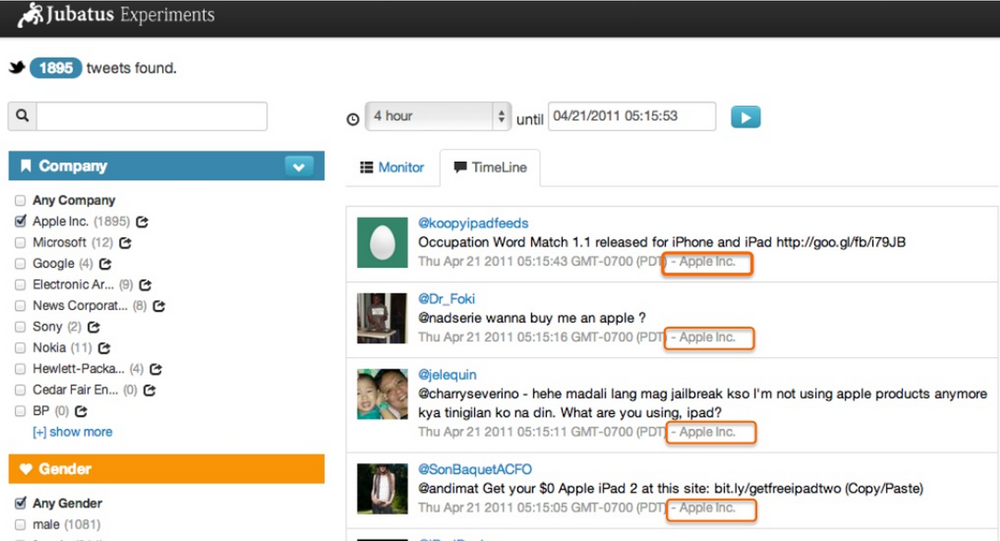 Jubatus Experiments
1895 tweets found.
4 hour until 04/21/2011 05:15:53
Company
Any Company
Apple Inc. (1895)
Microsoft (12)
Google (4)
Electronic Ar... (9)
News Corporat... (8)
Sony (2)
Nokia (11)
Hewlett-Packa... (4)
Cedar Fair En... (0)
BP (0)
[+] show more
Gender
Any Gender
male (1081)
Monitor TimeLine
@koopyipadfeeds
Occupation Word Match 1.1 released for iPhone and iPad http://goo.gl/fb/i79JB
Thu Apr 21 2011 05:15:43 GMT-0700 (PDT) - Apple Inc.
@Dr_Foki
@nadserie wanna buy me an apple ?
Thu Apr 21 2011 05:15:16 GMT-0700 (PDT) - Apple Inc.
@jelequin
@charryseverino - hehe madali lang mag jailbreak kso I'm not using apple products anymore
kya tinigilan ko na din. What are you using, ipad?
Thu Apr 21 2011 05:15:11 GMT-0700 (PDT) - Apple Inc.
@SonBaquetACFO
@andimat Get your $0 Apple iPad 2 at this site: bit.ly/getfreeipadtwo (Copy/Paste)
Thu Apr 21 2011 05:15:05 GMT-0700 (PDT) - Apple Inc.